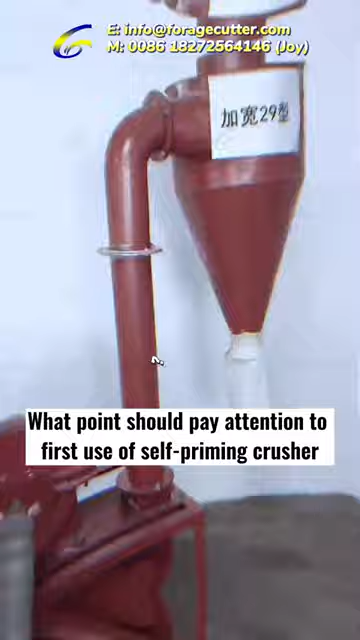 E: info@foragecutter.com
M: 0086 18272564146 (Joy)
加宽29型
What point should pay attention to
first use of self-priming crusher